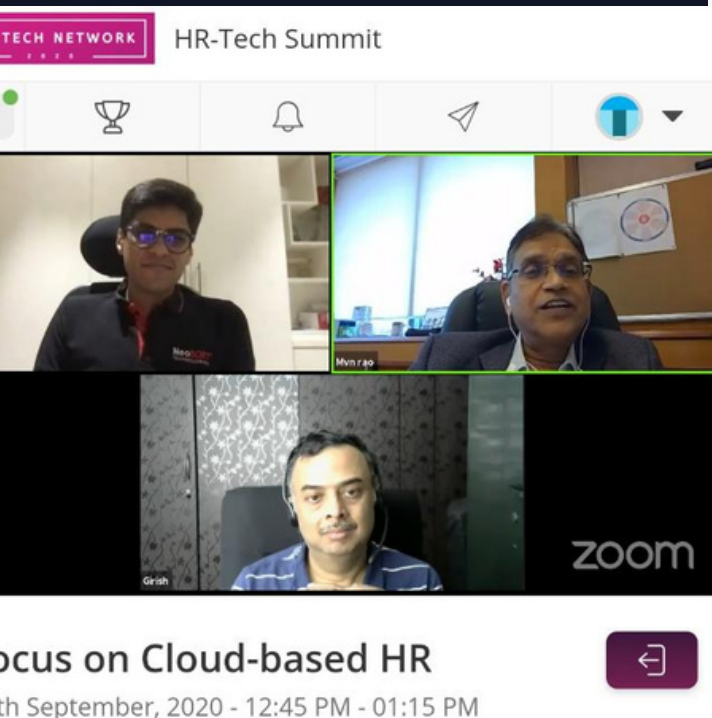 TECH NETWORK
2020
HR-Tech Summit
Mvn rao
Girish
zoom
ocus on Cloud-based HR
th September, 2020 - 12:45 PM - 01:15 PM